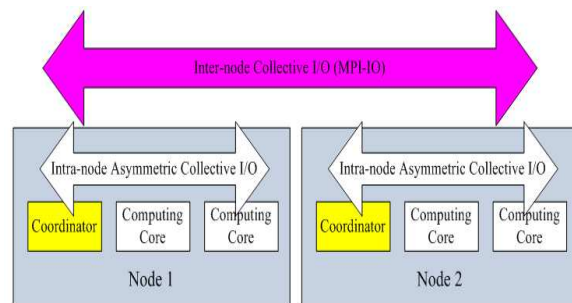 Inter-node Collective I/O (MPI-IO)
Intra-node Asymmetric Collective I/O
Intra-node Asymmetric Collective I/O
Coordinator
Computing
Core
Computing
Core
Coordinator
Computing
Core
Computing
Core
Node 1
Node 2